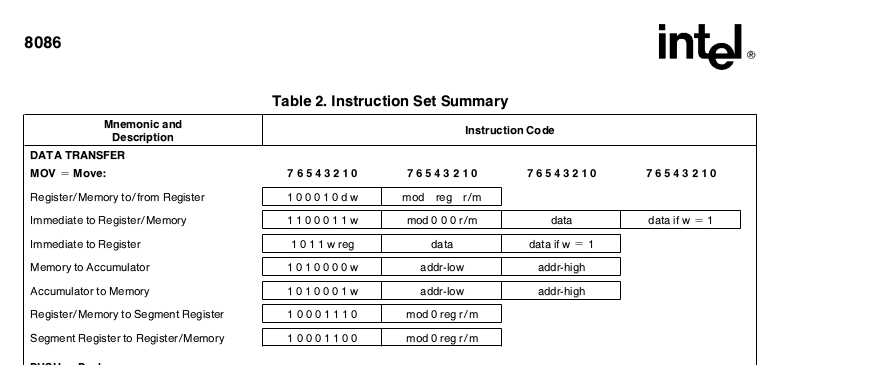 8086
intel®
Table 2. Instruction Set Summary
Mnemonic and
Description
Instruction Code
DATA TRANSFER
MOV = Move: 7 6 5 4 3 2 1 0 7 6 5 4 3 2 1 0 7 6 5 4 3 2 1 0 7 6 5 4 3 2 1 0
Register/Memory to/from Register 1 0 0 0 1 0 d w mod reg r/m
Immediate to Register/Memory 1 1 0 0 0 1 1 w mod 0 0 0 r/m data data if w = 1
Immediate to Register 1 0 1 1 w reg data data if w = 1
Memory to Accumulator 1 0 1 0 0 0 0 w addr-low addr-high
Accumulator to Memory 1 0 1 0 0 0 1 w addr-low addr-high
Register/Memory to Segment Register 1 0 0 0 1 1 1 0 mod 0 reg r/m
Segment Register to Register/Memory 1 0 0 0 1 1 0 0 mod 0 reg r/m